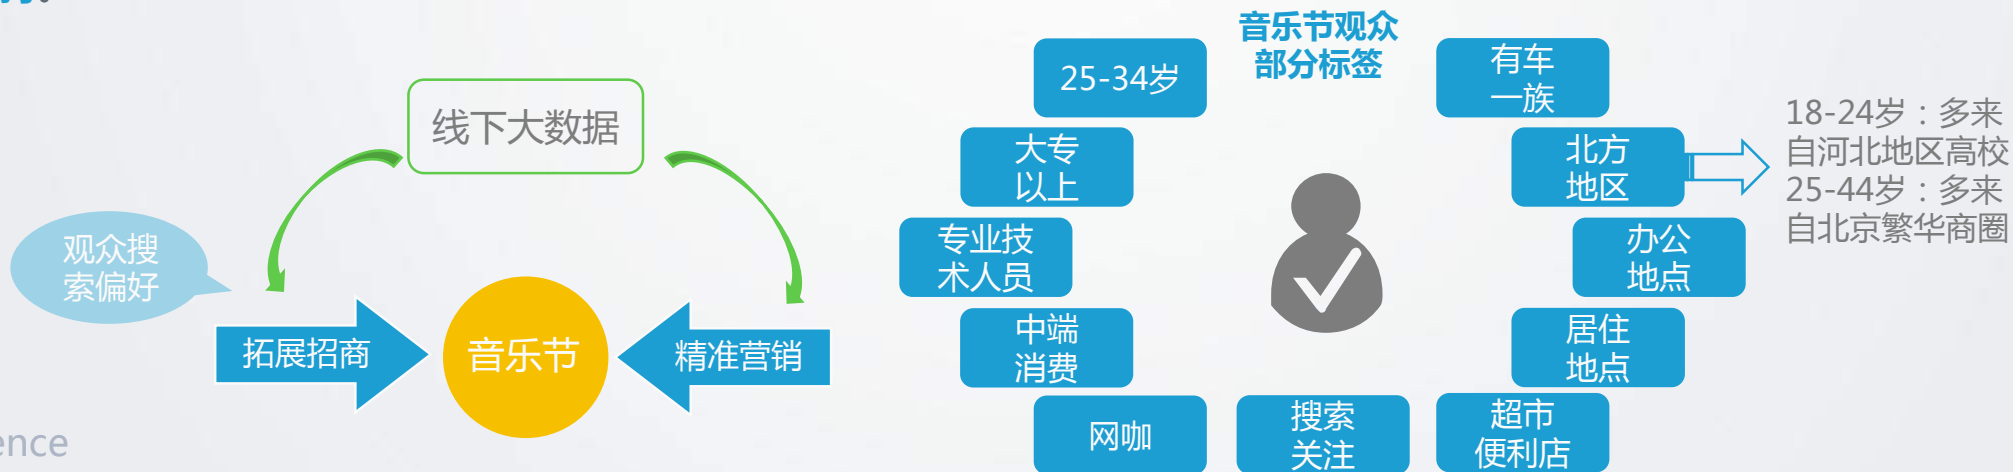 线下大数据
观众搜
索偏好
拓展招商
音乐节
精准营销
音乐节观众
部分标签
25-34岁
有车
一族
大专
以上
北方
地区
18-24岁：多来
自河北地区高校
25-44岁：多来
自北京繁华商圈
专业技
术人员
办公
地点
中端
消费
居住
地点
网咖
搜索
关注
超市
便利店
ence